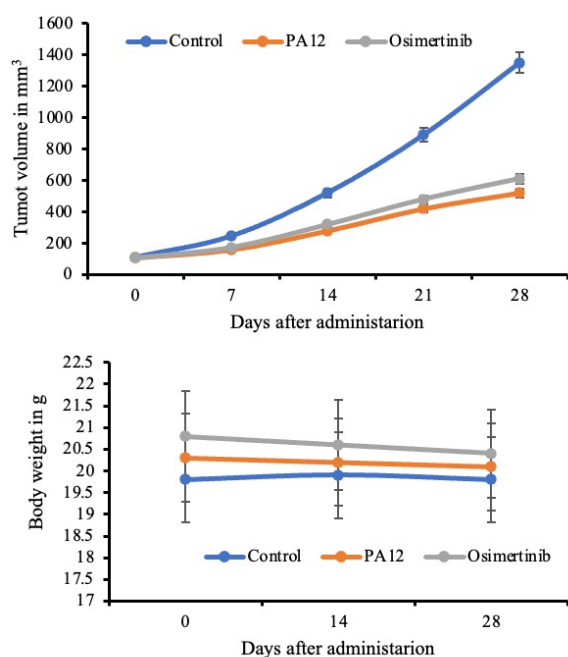 1600
1400
1200
1000
800
600
400
200
0
Tumot volume in mm³
Control PA12 Osimertinib
0 7 14 21 28
Days after administarion
22.5
22
21.5
21
20.5
20
19.5
19
18.5
18
17.5
17
Body weight in g
Control PA12 Osimertinib
0 14 28
Days after administarion